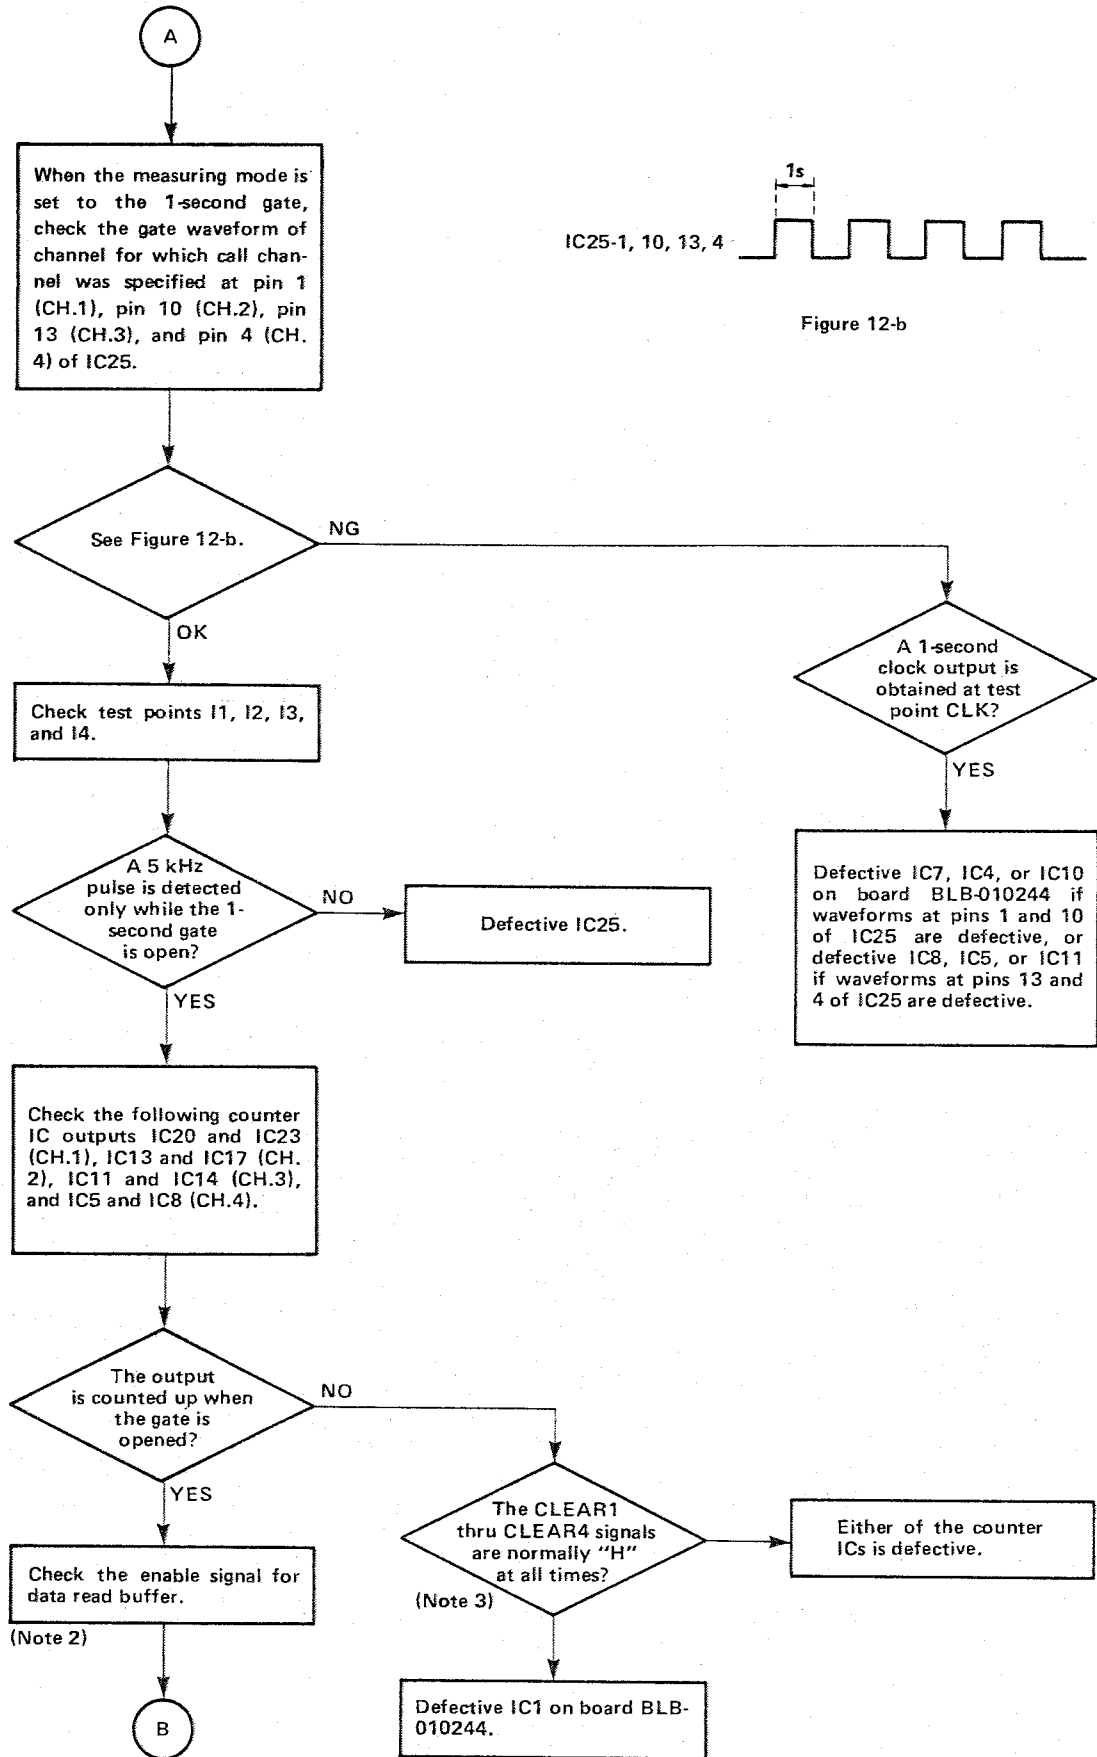 A
When the measuring mode is
set to the 1-second gate,
check the gate waveform of
channel for which call chan-
nel was specified at pin 1
(CH.1), pin 10 (CH.2), pin
13 (CH.3), and pin 4 (CH.
4) of IC25.
1s
IC25-1, 10, 13, 4
Figure 12-b
See Figure 12-b.
NG
OK
A 1-second
clock output is
obtained at test
point CLK?
YES
Check test points I1, I2, I3,
and I4.
A 5 kHz
pulse is detected
only while the 1-
second gate
is open?
NO
Defective IC25.
YES
Defective IC7, IC4, or IC10
on board BLB-010244 if
waveforms at pins 1 and 10
of IC25 are defective, or
defective IC8, IC5, or IC11
if waveforms at pins 13 and
4 of IC25 are defective.
Check the following counter
IC outputs IC20 and IC23
(CH.1), IC13 and IC17 (CH.
2), IC11 and IC14 (CH.3),
and IC5 and IC8 (CH.4).
The output
is counted up when
the gate is
opened?
NO
YES
The CLEAR1
thru CLEAR4 signals
are normally "H"
at all times?
(Note 3)
Either of the counter
ICs is defective.
Check the enable signal for
data read buffer.
(Note 2)
Defective IC1 on board BLB-
010244.
B